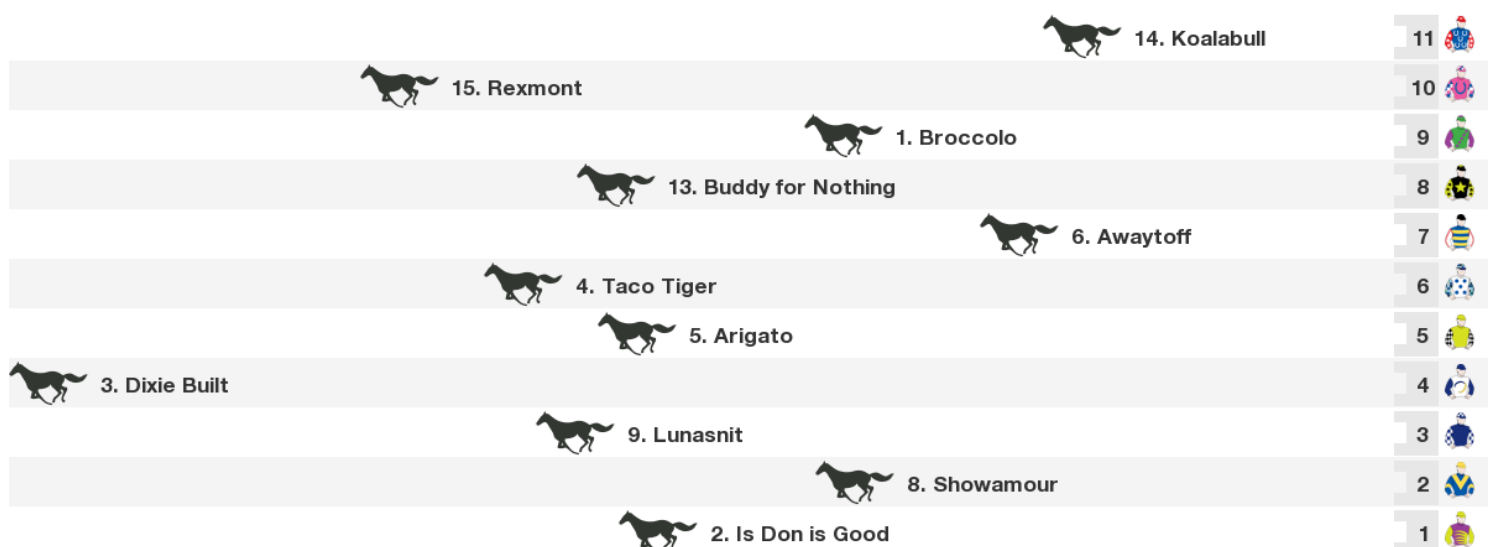 14. Koalabull 11
15. Rexmont 10
1. Broccolo 9
13. Buddy for Nothing 8
6. Awaytoff 7
4. Taco Tiger 6
5. Arigato 5
3. Dixie Built 4
9. Lunasnit 3
8. Showamour 2
2. Is Don is Good 1